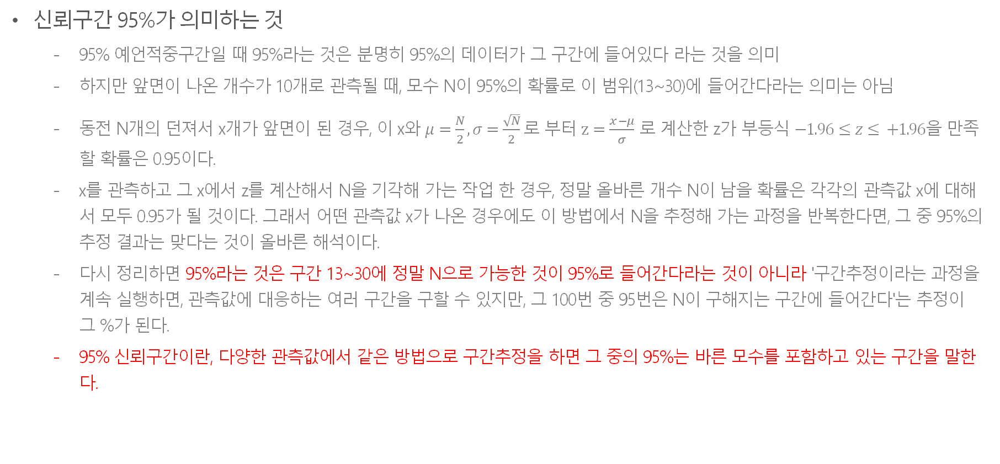 • 신뢰구간 95%가 의미하는 것
- 95% 예언적중구간일 때 95%라는 것은 분명히 95%의 데이터가 그 구간에 들어있다 라는 것을 의미
- 하지만 앞면이 나온 개수가 10개로 관측될 때, 모수 N이 95%의 확률로 이 범위(13~30)에 들어간다라는 의미는 아님
- 동전 N개의 던져서 x개가 앞면이 된 경우, 이 x와 μ = N/2, σ = √N/2 로 부터 z = x−μ/σ 로 계산한 z가 부등식 −1.96 ≤ z ≤ +1.96을 만족
할 확률은 0.95이다.
- x를 관측하고 그 x에서 z를 계산해서 N을 기각해 가는 작업 한 경우, 정말 올바른 개수 N이 남을 확률은 각각의 관측값 x에 대해
서 모두 0.95가 될 것이다. 그래서 어떤 관측값 x가 나온 경우에도 이 방법에서 N을 추정해 가는 과정을 반복한다면, 그 중 95%의
추정 결과는 맞다는 것이 올바른 해석이다.
- 다시 정리하면 95%라는 것은 구간 13~30에 정말 N으로 가능한 것이 95%로 들어간다라는 것이 아니라 '구간추정이라는 과정을
계속 실행하면, 관측값에 대응하는 여러 구간을 구할 수 있지만, 그 100번 중 95번은 N이 구해지는 구간에 들어간다'는 추정이
그 %가 된다.
- 95% 신뢰구간이란, 다양한 관측값에서 같은 방법으로 구간추정을 하면 그 중의 95%는 바른 모수를 포함하고 있는 구간을 말한
다.